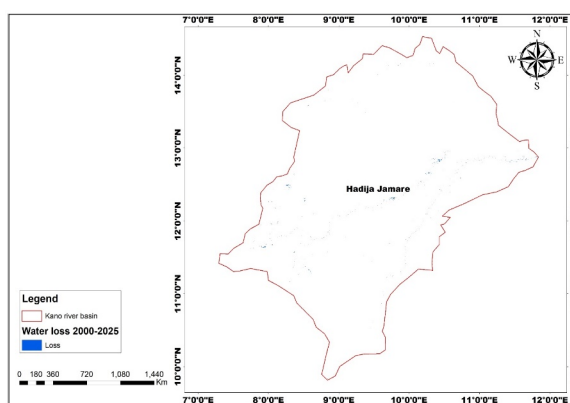 7°0'0"E 8°0'0"E 9°0'0"E 10°0'0"E 11°0'0"E 12°0'0"E
N
W E
S
14°0'0"N
13°0'0"N
12°0'0"N
11°0'0"N
10°0'0"N
Hadija Jamare
Legend
Kano river basin
Water loss 2000-2025
Loss
0 180 360 720 1,080 1,440
Km
7°0'0"E 8°0'0"E 9°0'0"E 10°0'0"E 11°0'0"E 12°0'0"E